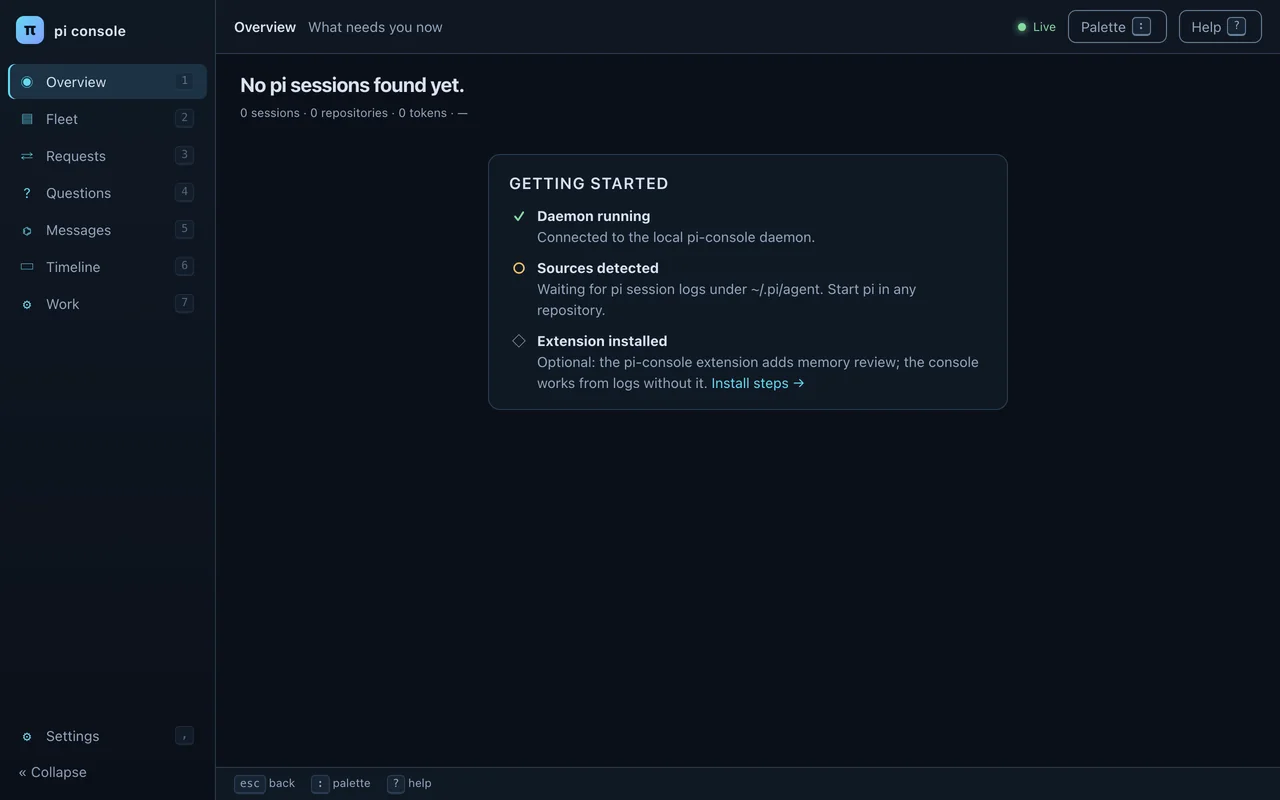 π pi console
Overview 1
Fleet 2
Requests 3
? Questions 4
Messages 5
Timeline 6
Work 7
Settings ,
« Collapse
Overview What needs you now
Live
Palette :
Help ?
No pi sessions found yet.
0 sessions · 0 repositories · 0 tokens · —
GETTING STARTED
Daemon running
Connected to the local pi-console daemon.
Sources detected
Waiting for pi session logs under ~/.pi/agent. Start pi in any
repository.
Extension installed
Optional: the pi-console extension adds memory review; the console
works from logs without it. Install steps →
esc back : palette ? help